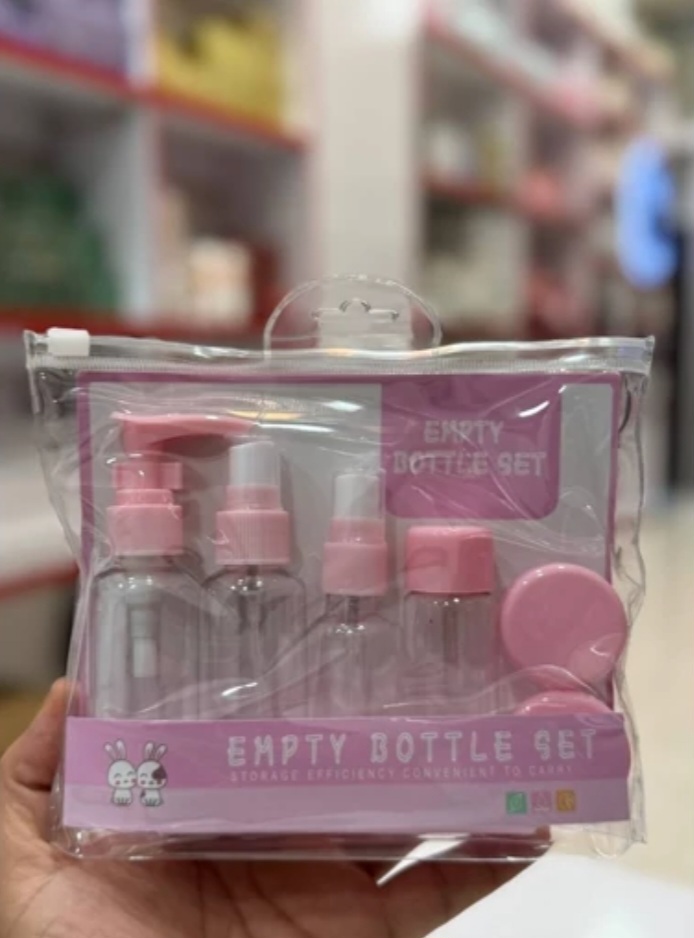 EMPTY
BOTTLE SET
EMPTY BOTTLE SET
STORAGE EFFICIENCY CONVENIENT TO CARRY